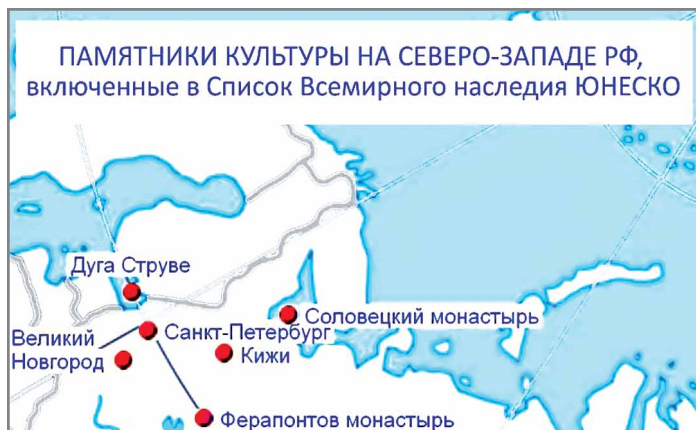 ПАМЯТНИКИ КУЛЬТУРЫ НА СЕВЕРО-ЗАПАДЕ РФ,
включенные в Список Всемирного наследия ЮНЕСКО
Дуга Струве
Соловецкий монастырь
Санкт-Петербург
Великий
Новгород
Кижи
Ферапонтов монастырь